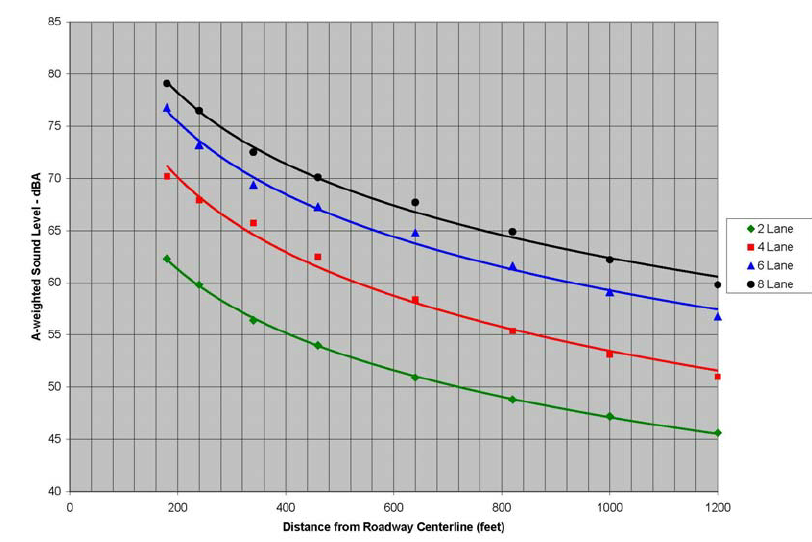 85
80
75
70
65
60
55
50
45
40
A-weighted Sound Level - dBA
0 200 400 600 800 1000 1200
Distance from Roadway Centerline (feet)
2 Lane
4 Lane
6 Lane
8 Lane